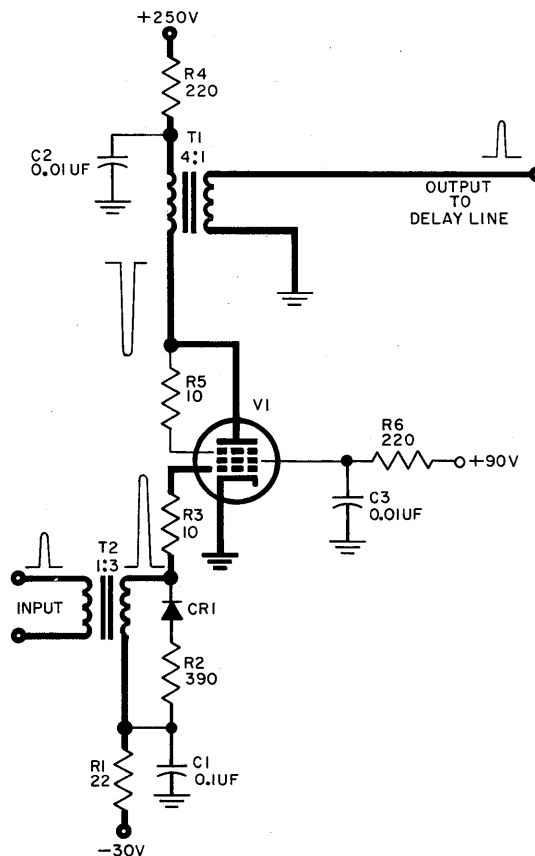 +250V
R4
220
C2
0.01UF
T1
4:1
OUTPUT
TO
DELAY LINE
R5
10
V1
R6
220
+90V
C3
0.01UF
R3
10
T2
1:3
INPUT
CR1
R2
390
R1
22
C1
0.1UF
-30V